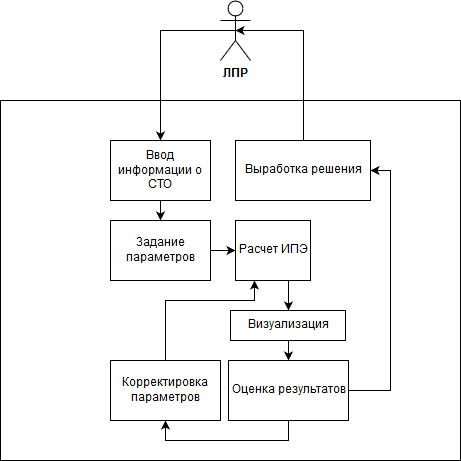 ЛПР
Ввод
информации о
СТО
Выработка решения
Задание
параметров
Расчет ИПЭ
Визуализация
Корректировка
параметров
Оценка результатов